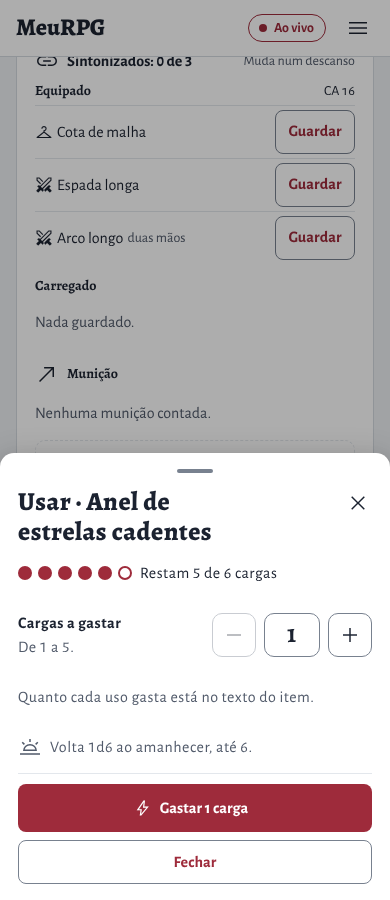 MeuRPG
Ao vivo
Sintonizados: 0 de 3
Muda num descanso
Equipado
CA 16
Cota de malha
Guardar
Espada longa
Guardar
Arco longo duas mãos
Guardar
Carregado
Nada guardado.
Munição
Nenhuma munição contada.
Usar · Anel de
estrelas cadentes
Restam 5 de 6 cargas
Cargas a gastar
De 1 a 5.
1
Quanto cada uso gasta está no texto do item.
Volta 1d6 ao amanhecer, até 6.
Gastar 1 carga
Fechar